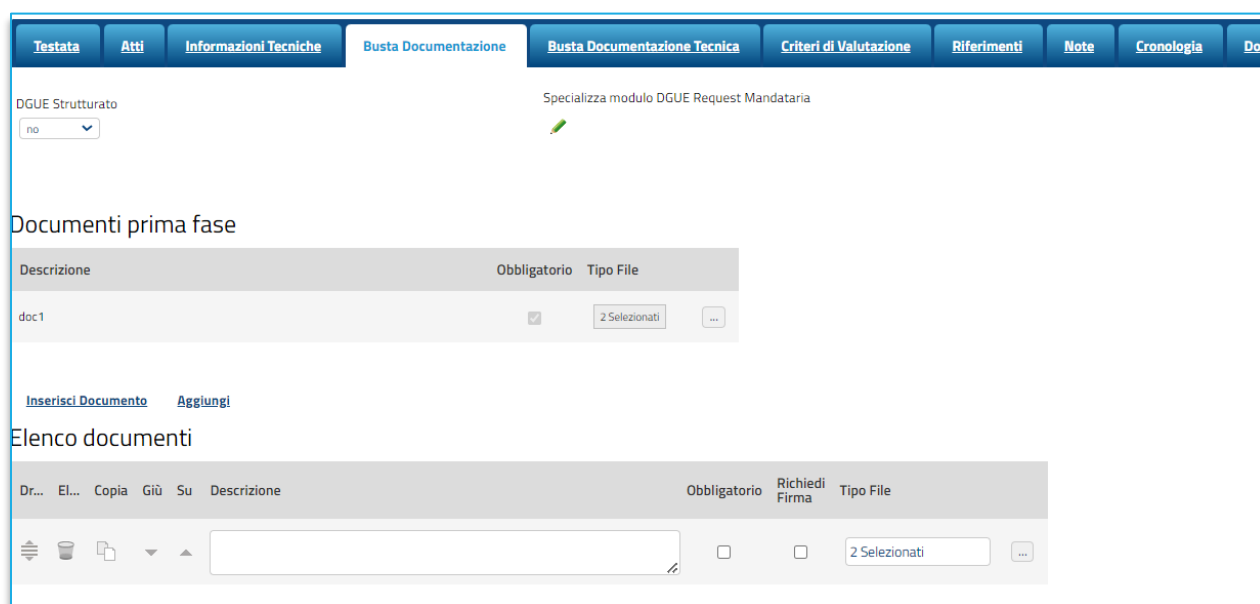 Testata Atti Informazioni Tecniche Busta Documentazione Busta Documentazione Tecnica Criteri di Valutazione Riferimenti Note Cronologia Do
DGUE Strutturato
no
Specializza modulo DGUE Request Mandataria
Documenti prima fase
Descrizione Obbligatorio Tipo File
doc1 2 Selezionati ...
Inserisci Documento Aggiungi
Elenco documenti
Dr... El... Copia Giù Su Descrizione Obbligatorio Richiedi Firma Tipo File
2 Selezionati ...